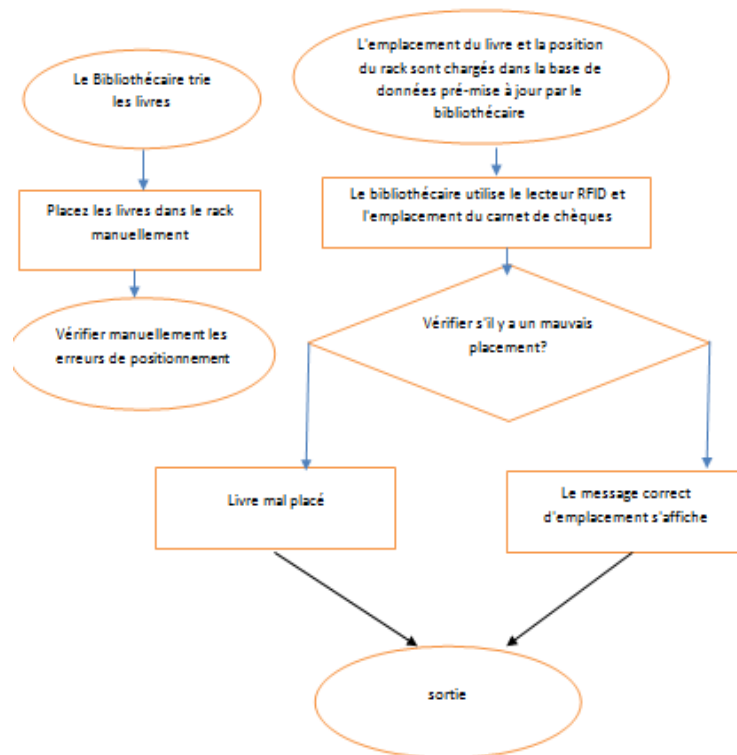 Le Bibliothécaire trie
les livres
L'emplacement du livre et la position
du rack sont chargés dans la base de
données pré-mise à jour par le
bibliothécaire
Placez les livres dans le rack
manuellement
Le bibliothécaire utilise le lecteur RFID et
l'emplacement du carnet de chèques
Vérifier manuellement les
erreurs de positionnement
Vérifier s'il y a un mauvais
placement?
Livre mal placé
Le message correct
d'emplacement s'affiche
sortie